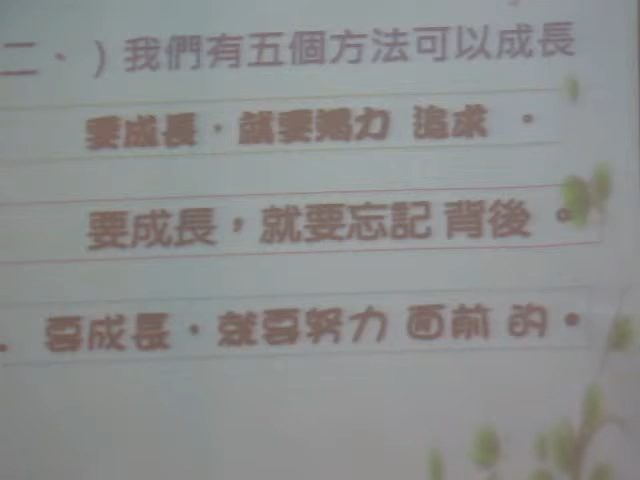 二、）我們有五個方法可以成長
要成長，就要竭力 追求 。
要成長，就要忘記 背後 。
. 要成長，就要努力 面前 的。